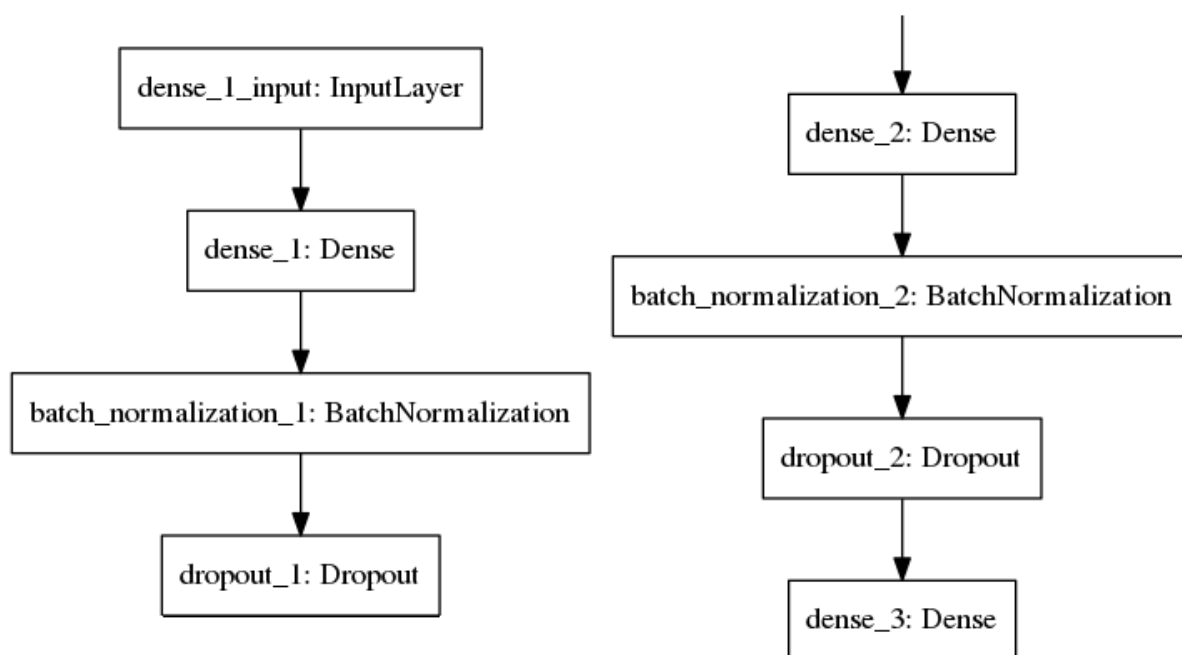 dense_1_input: InputLayer
dense_1: Dense
batch_normalization_1: BatchNormalization
dropout_1: Dropout
dense_2: Dense
batch_normalization_2: BatchNormalization
dropout_2: Dropout
dense_3: Dense